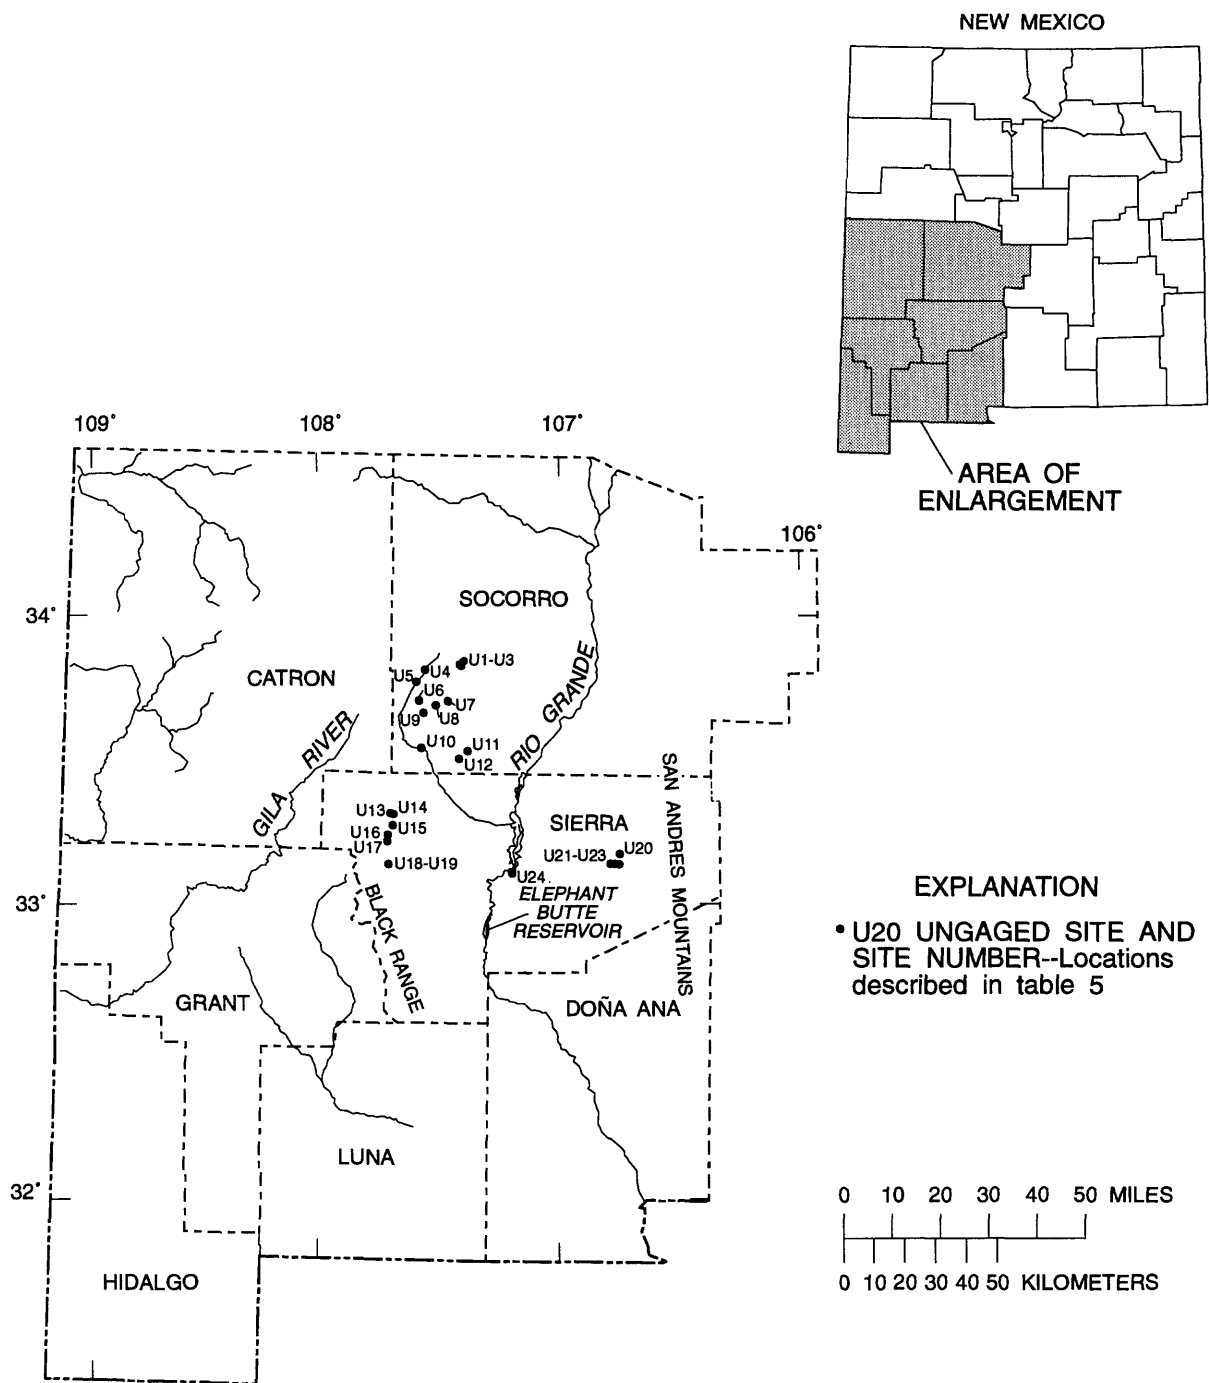 NEW MEXICO
AREA OF
ENLARGEMENT
109°
108°
107°
106°
34°
33°
32°
SOCORRO
CATRON
U1-U3
U4
U5
U6
U7
U8
U9
U10
U11
U12
RIO GRANDE
GILA RIVER
SAN ANDRES MOUNTAINS
SIERRA
U13
U14
U15
U16
U17
U18-U19
U20
U21-U23
U24
ELEPHANT
BUTTE
RESERVOIR
BLACK RANGE
GRANT
DOÑA ANA
LUNA
HIDALGO
EXPLANATION
• U20 UNGAGED SITE AND
SITE NUMBER--Locations
described in table 5
0 10 20 30 40 50 MILES
0 10 20 30 40 50 KILOMETERS